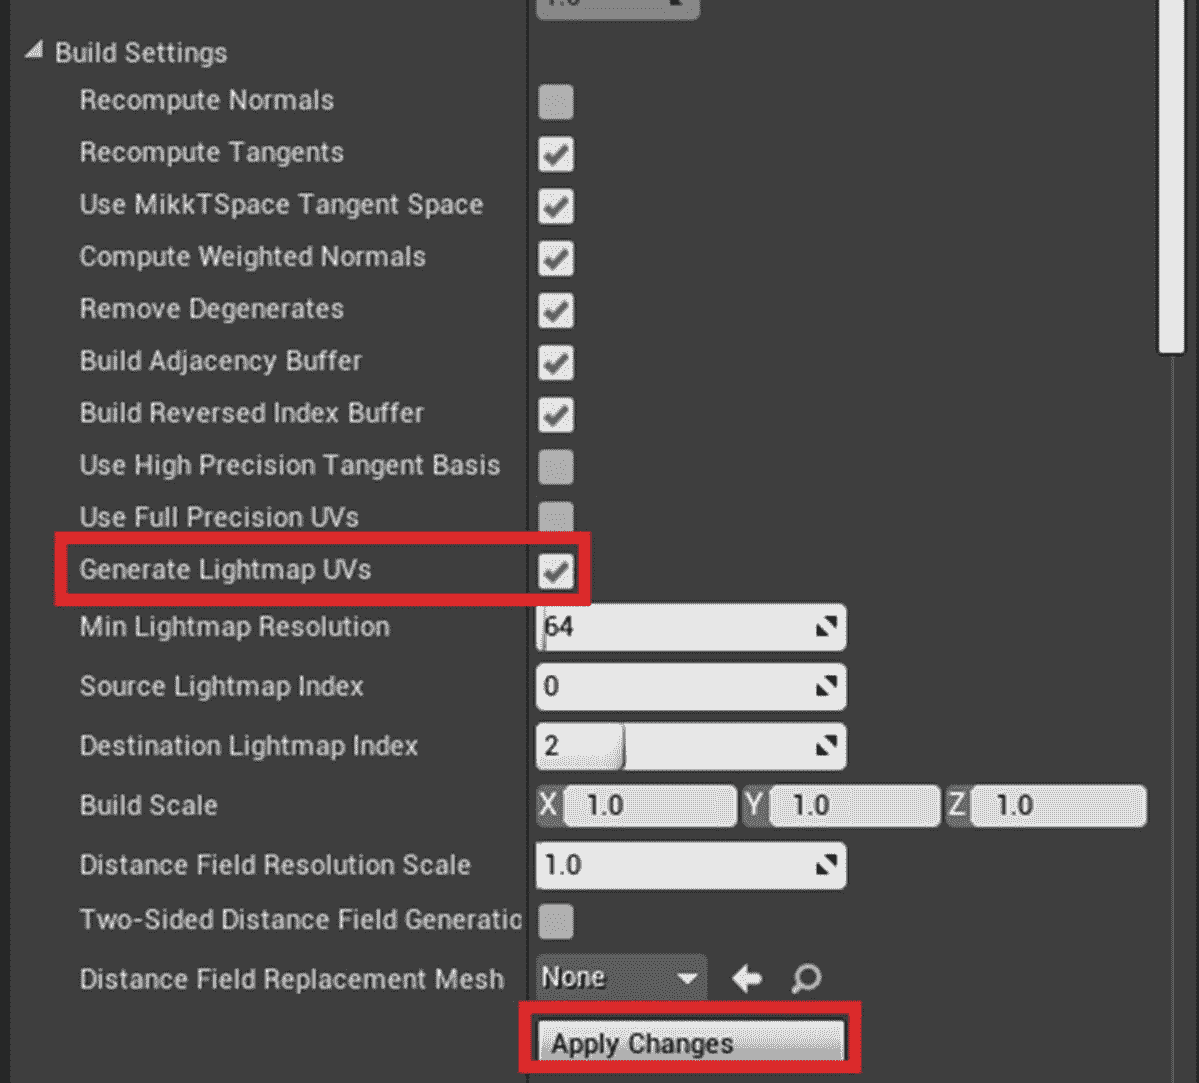 1.0
Build Settings
Recompute Normals
Recompute Tangents
Use MikkTSpace Tangent Space
Compute Weighted Normals
Remove Degenerates
Build Adjacency Buffer
Build Reversed Index Buffer
Use High Precision Tangent Basis
Use Full Precision UVs
Generate Lightmap UVs
Min Lightmap Resolution 64
Source Lightmap Index 0
Destination Lightmap Index 2
Build Scale X 1.0 Y 1.0 Z 1.0
Distance Field Resolution Scale 1.0
Two-Sided Distance Field Generatio
Distance Field Replacement Mesh None
Apply Changes